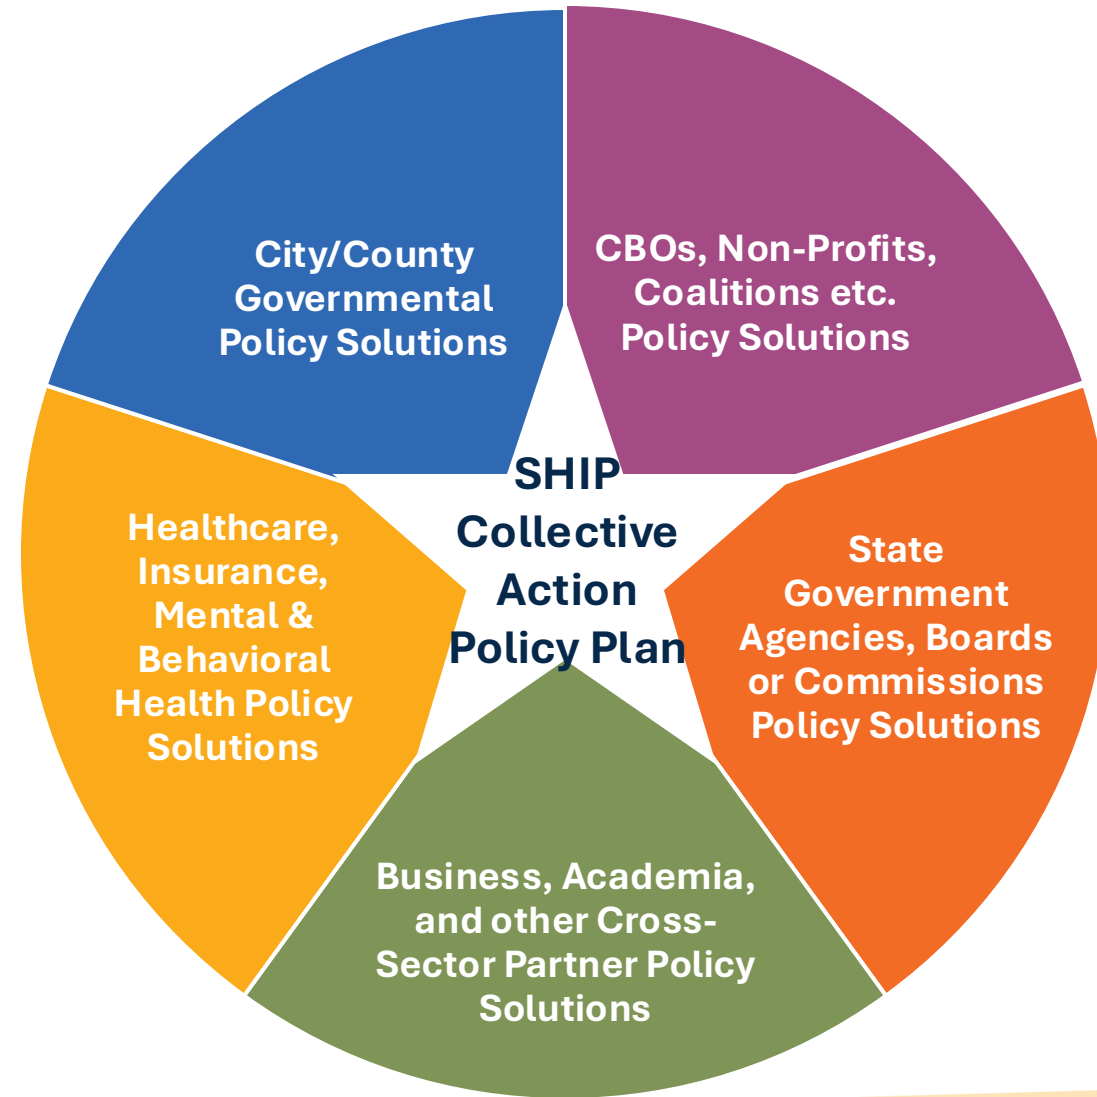 City/County
Governmental
Policy Solutions
CBOs, Non-Profits,
Coalitions etc.
Policy Solutions
SHIP
Collective
Action
Policy Plan
Healthcare,
Insurance,
Mental &
Behavioral
Health Policy
Solutions
State
Government
Agencies, Boards
or Commissions
Policy Solutions
Business, Academia,
and other Cross-
Sector Partner Policy
Solutions